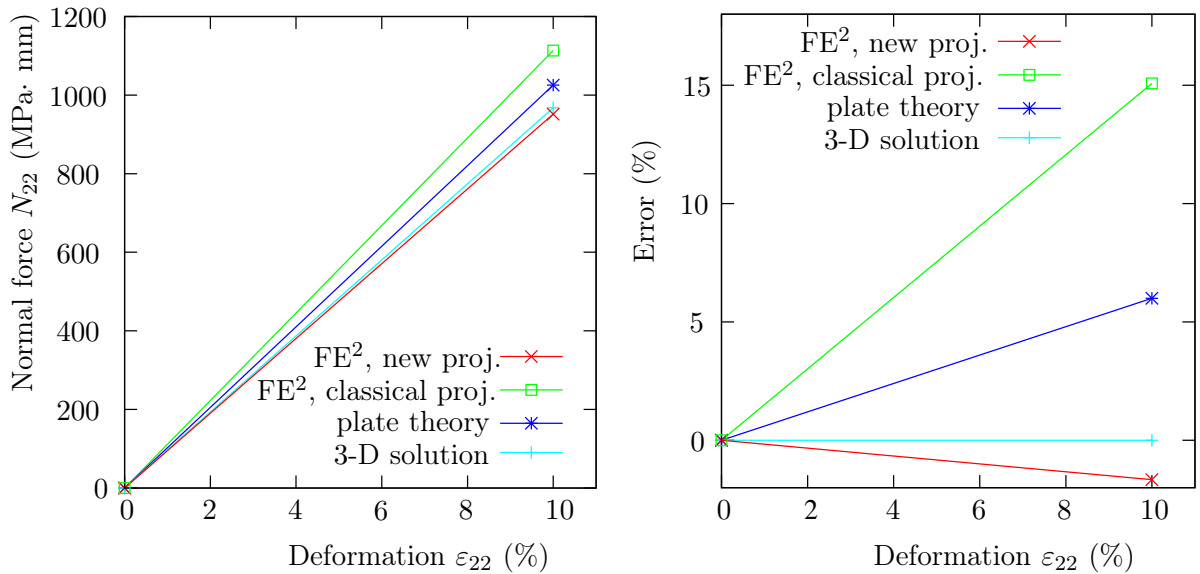 1200
1000
800
600
400
200
0
0 2 4 6 8 10
Normal force N₂₂ (MPa· mm)
Deformation ε₂₂ (%)
FE², new proj.
FE², classical proj.
plate theory
3-D solution
15
10
5
0
0 2 4 6 8 10
Error (%)
Deformation ε₂₂ (%)
FE², new proj.
FE², classical proj.
plate theory
3-D solution